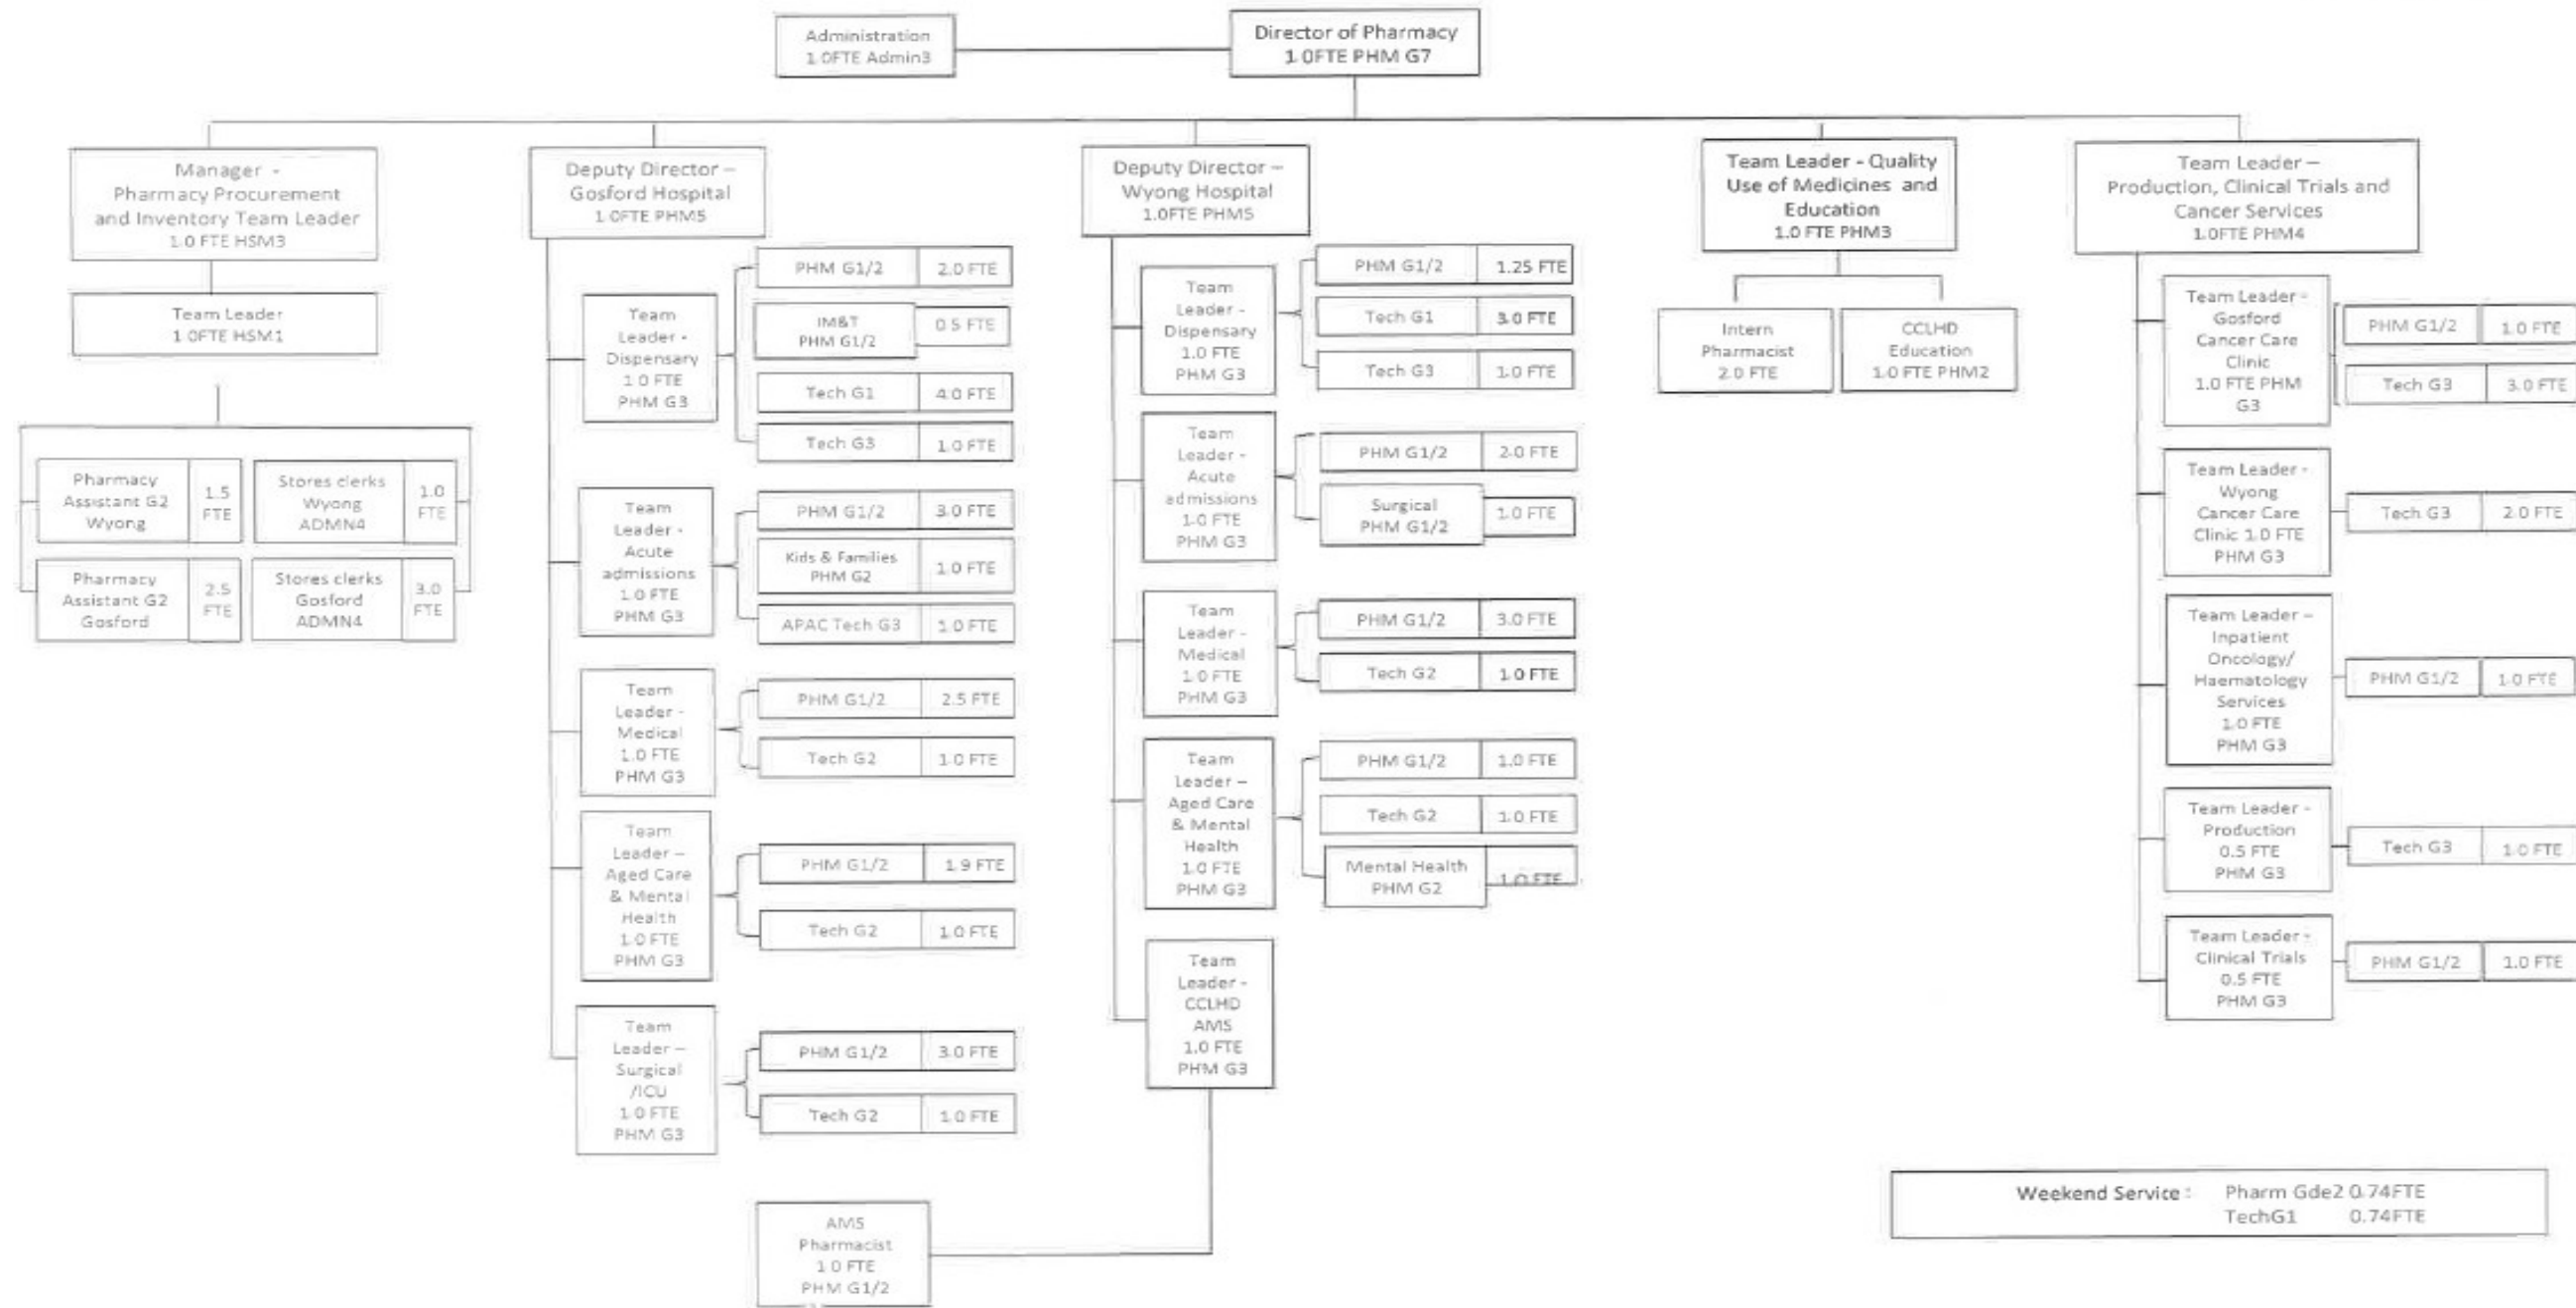 Administration
1.0FTE Admin3
Director of Pharmacy
1.0FTE PHM G7
Manager -
Pharmacy Procurement
and Inventory Team Leader
1.0 FTE HSM3
Team Leader
1.0FTE HSM1
Pharmacy
Assistant G2
Wyong
1.5
FTE
Stores clerks
Wyong
ADMN4
1.0
FTE
Pharmacy
Assistant G2
Gosford
2.5
FTE
Stores clerks
Gosford
ADMN4
3.0
FTE
Deputy Director –
Gosford Hospital
1.0FTE PHM5
Team
Leader -
Dispensary
1.0 FTE
PHM G3
PHM G1/2 2.0 FTE
IM&T
PHM G1/2
0.5 FTE
Tech G1 4.0 FTE
Tech G3 1.0 FTE
Team
Leader -
Acute
admissions
1.0 FTE
PHM G3
PHM G1/2 3.0 FTE
Kids & Families
PHM G2
1.0 FTE
APAC Tech G3 1.0 FTE
Team
Leader -
Medical
1.0 FTE
PHM G3
PHM G1/2 2.5 FTE
Tech G2 1.0 FTE
Team
Leader –
Aged Care
& Mental
Health
1.0 FTE
PHM G3
PHM G1/2 1.9 FTE
Tech G2 1.0 FTE
Team
Leader –
Surgical
/ICU
1.0 FTE
PHM G3
PHM G1/2 3.0 FTE
Tech G2 1.0 FTE
Deputy Director –
Wyong Hospital
1.0FTE PHM5
Team
Leader -
Dispensary
1.0 FTE
PHM G3
PHM G1/2 1.25 FTE
Tech G1 3.0 FTE
Tech G3 1.0 FTE
Team
Leader -
Acute
admissions
1.0 FTE
PHM G3
PHM G1/2 2.0 FTE
Surgical
PHM G1/2
1.0 FTE
Team
Leader -
Medical
1.0 FTE
PHM G3
PHM G1/2 3.0 FTE
Tech G2 1.0 FTE
Team
Leader –
Aged Care
& Mental
Health
1.0 FTE
PHM G3
PHM G1/2 1.0 FTE
Tech G2 1.0 FTE
Mental Health
PHM G2
1.0 FTE
Team
Leader -
CCLHD
AMS
1.0 FTE
PHM G3
AMS
Pharmacist
1.0 FTE
PHM G1/2
Team Leader - Quality
Use of Medicines and
Education
1.0 FTE PHM3
Intern
Pharmacist
2.0 FTE
CCLHD
Education
1.0 FTE PHM2
Team Leader –
Production, Clinical Trials and
Cancer Services
1.0FTE PHM4
Team Leader -
Gosford
Cancer Care
Clinic
1.0 FTE PHM
G3
PHM G1/2 1.0 FTE
Tech G3 3.0 FTE
Team Leader -
Wyong
Cancer Care
Clinic 1.0 FTE
PHM G3
Tech G3 2.0 FTE
Team Leader –
Inpatient
Oncology/
Haematology
Services
1.0 FTE
PHM G3
PHM G1/2 1.0 FTE
Team Leader -
Production
0.5 FTE
PHM G3
Tech G3 1.0 FTE
Team Leader -
Clinical Trials
0.5 FTE
PHM G3
PHM G1/2 1.0 FTE
Weekend Service : Pharm Gde2 0.74FTE
TechG1 0.74FTE